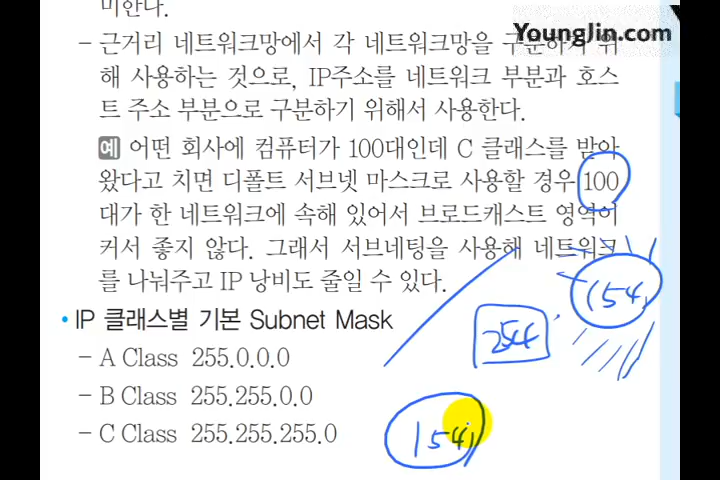 미한다.
YoungJin.com
- 근거리 네트워크망에서 각 네트워크망을 구분하기 위
해 사용하는 것으로, IP주소를 네트워크 부분과 호스
트 주소 부분으로 구분하기 위해서 사용한다.
예 어떤 회사에 컴퓨터가 100대인데 C 클래스를 받아
왔다고 치면 디폴트 서브넷 마스크로 사용할 경우 100
대가 한 네트워크에 속해 있어서 브로드캐스트 영역이
커서 좋지 않다. 그래서 서브네팅을 사용해 네트워크
를 나눠주고 IP 낭비도 줄일 수 있다.
154
254
• IP 클래스별 기본 Subnet Mask
- A Class 255.0.0.0
- B Class 255.255.0.0
- C Class 255.255.255.0
154